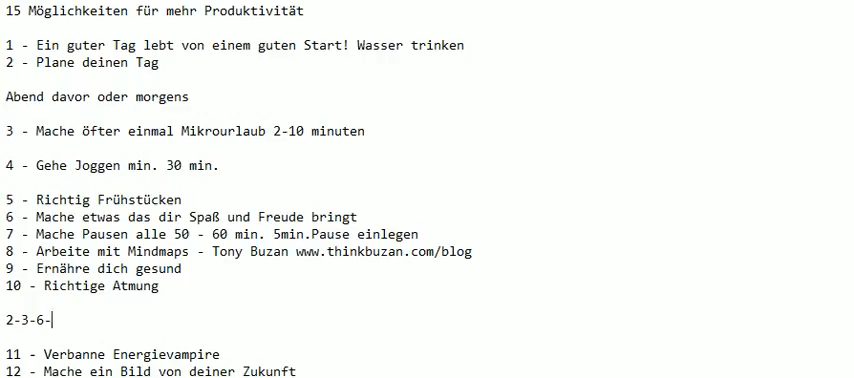 15 Möglichkeiten für mehr Produktivität
1 - Ein guter Tag lebt von einem guten Start! Wasser trinken
2 - Plane deinen Tag
Abend davor oder morgens
3 - Mache öfter einmal Mikrourlaub 2-10 minuten
4 - Gehe Joggen min. 30 min.
5 - Richtig Frühstücken
6 - Mache etwas das dir Spaß und Freude bringt
7 - Mache Pausen alle 50 - 60 min. 5min.Pause einlegen
8 - Arbeite mit Mindmaps - Tony Buzan www.thinkbuzan.com/blog
9 - Ernähre dich gesund
10 - Richtige Atmung
2-3-6-
11 - Verbanne Energievampire
12 - Mache ein Bild von deiner Zukunft